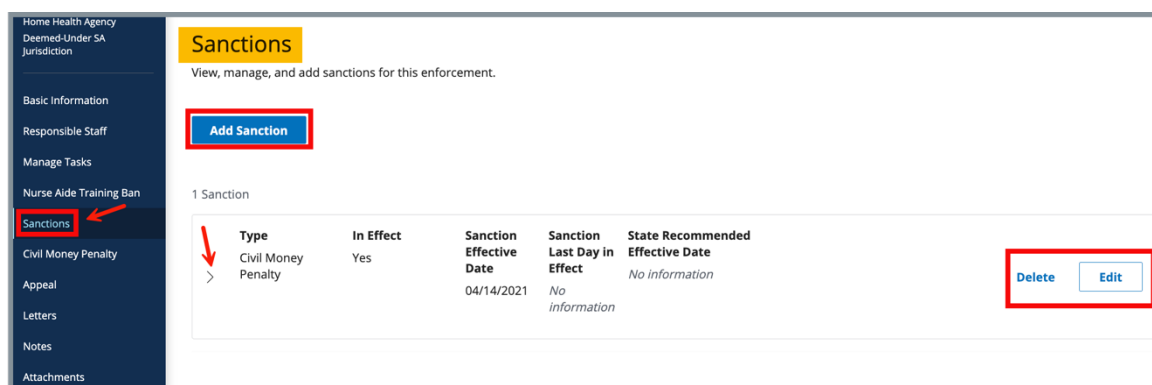 Home Health Agency
Deemed-Under SA
Jurisdiction
Basic Information
Responsible Staff
Manage Tasks
Nurse Aide Training Ban
Sanctions
Civil Money Penalty
Appeal
Letters
Notes
Attachments
Sanctions
View, manage, and add sanctions for this enforcement.
Add Sanction
1 Sanction
Type
Civil Money
Penalty
In Effect
Yes
Sanction
Effective
Date
04/14/2021
Sanction
Last Day in
Effect
No
information
State Recommended
Effective Date
No information
Delete
Edit